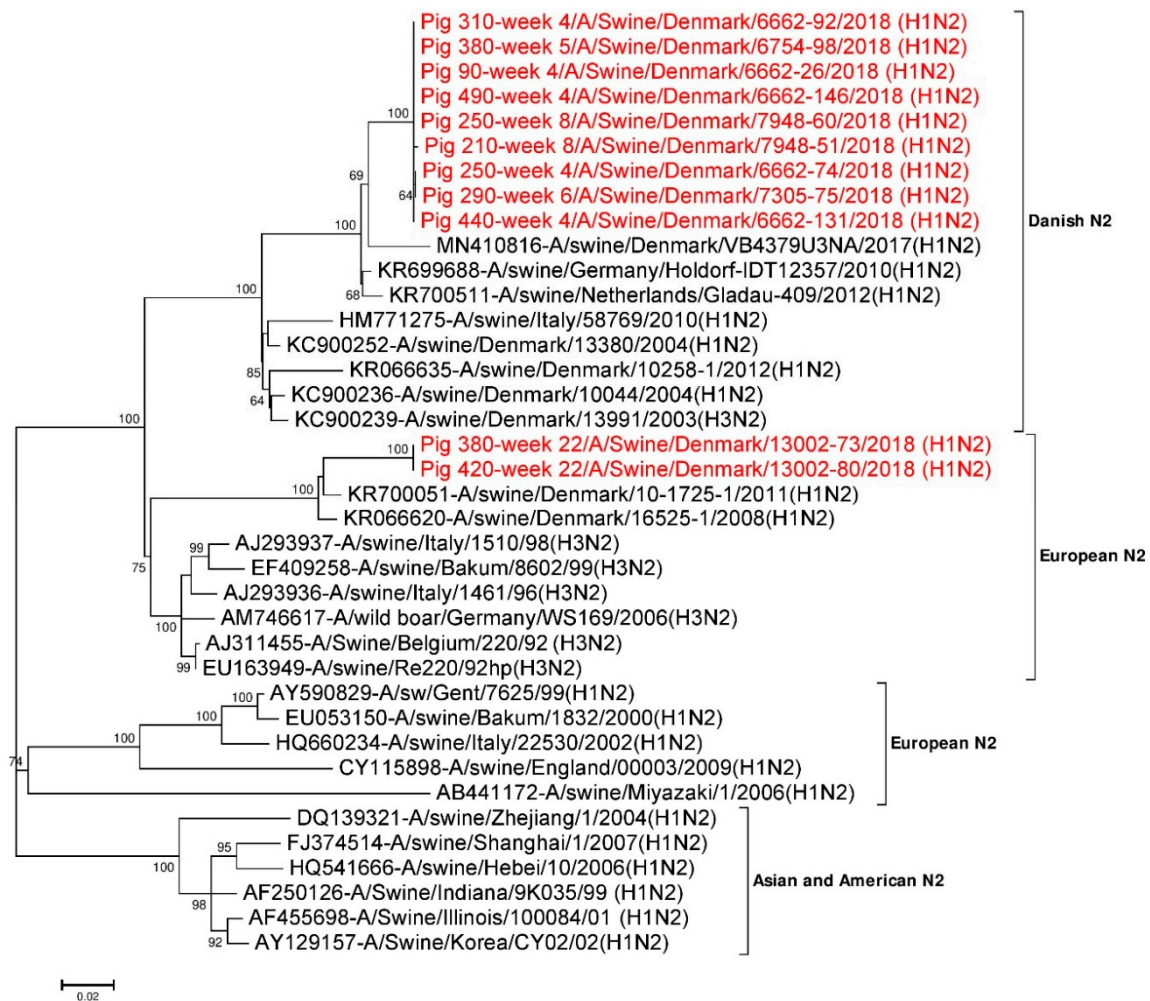 Pig 310-week 4/A/Swine/Denmark/6662-92/2018 (H1N2)
Pig 380-week 5/A/Swine/Denmark/6754-98/2018 (H1N2)
Pig 90-week 4/A/Swine/Denmark/6662-26/2018 (H1N2)
Pig 490-week 4/A/Swine/Denmark/6662-146/2018 (H1N2)
100
Pig 250-week 8/A/Swine/Denmark/7948-60/2018 (H1N2)
Pig 210-week 8/A/Swine/Denmark/7948-51/2018 (H1N2)
Pig 250-week 4/A/Swine/Denmark/6662-74/2018 (H1N2)
69
64
Pig 290-week 6/A/Swine/Denmark/7305-75/2018 (H1N2)
Pig 440-week 4/A/Swine/Denmark/6662-131/2018 (H1N2)
Danish N2
100
MN410816-A/swine/Denmark/VB4379U3NA/2017(H1N2)
KR699688-A/swine/Germany/Holdorf-IDT12357/2010(H1N2)
100
68
KR700511-A/swine/Netherlands/Gladau-409/2012(H1N2)
HM771275-A/swine/Italy/58769/2010(H1N2)
KC900252-A/swine/Denmark/13380/2004(H1N2)
85
KR066635-A/swine/Denmark/10258-1/2012(H1N2)
64
KC900236-A/swine/Denmark/10044/2004(H1N2)
100
KC900239-A/swine/Denmark/13991/2003(H3N2)
Pig 380-week 22/A/Swine/Denmark/13002-73/2018 (H1N2)
100
Pig 420-week 22/A/Swine/Denmark/13002-80/2018 (H1N2)
100
KR700051-A/swine/Denmark/10-1725-1/2011(H1N2)
KR066620-A/swine/Denmark/16525-1/2008(H1N2)
99
AJ293937-A/swine/Italy/1510/98(H3N2)
European N2
75
EF409258-A/swine/Bakum/8602/99(H3N2)
AJ293936-A/swine/Italy/1461/96(H3N2)
100
AM746617-A/wild boar/Germany/WS169/2006(H3N2)
AJ311455-A/Swine/Belgium/220/92 (H3N2)
99
EU163949-A/swine/Re220/92hp(H3N2)
100
AY590829-A/sw/Gent/7625/99(H1N2)
100
EU053150-A/swine/Bakum/1832/2000(H1N2)
100
HQ660234-A/swine/Italy/22530/2002(H1N2)
European N2
74
CY115898-A/swine/England/00003/2009(H1N2)
AB441172-A/swine/Miyazaki/1/2006(H1N2)
DQ139321-A/swine/Zhejiang/1/2004(H1N2)
95
FJ374514-A/swine/Shanghai/1/2007(H1N2)
100
HQ541666-A/swine/Hebei/10/2006(H1N2)
Asian and American N2
98
AF250126-A/Swine/Indiana/9K035/99 (H1N2)
AF455698-A/Swine/Illinois/100084/01 (H1N2)
92
AY129157-A/Swine/Korea/CY02/02(H1N2)
0.02